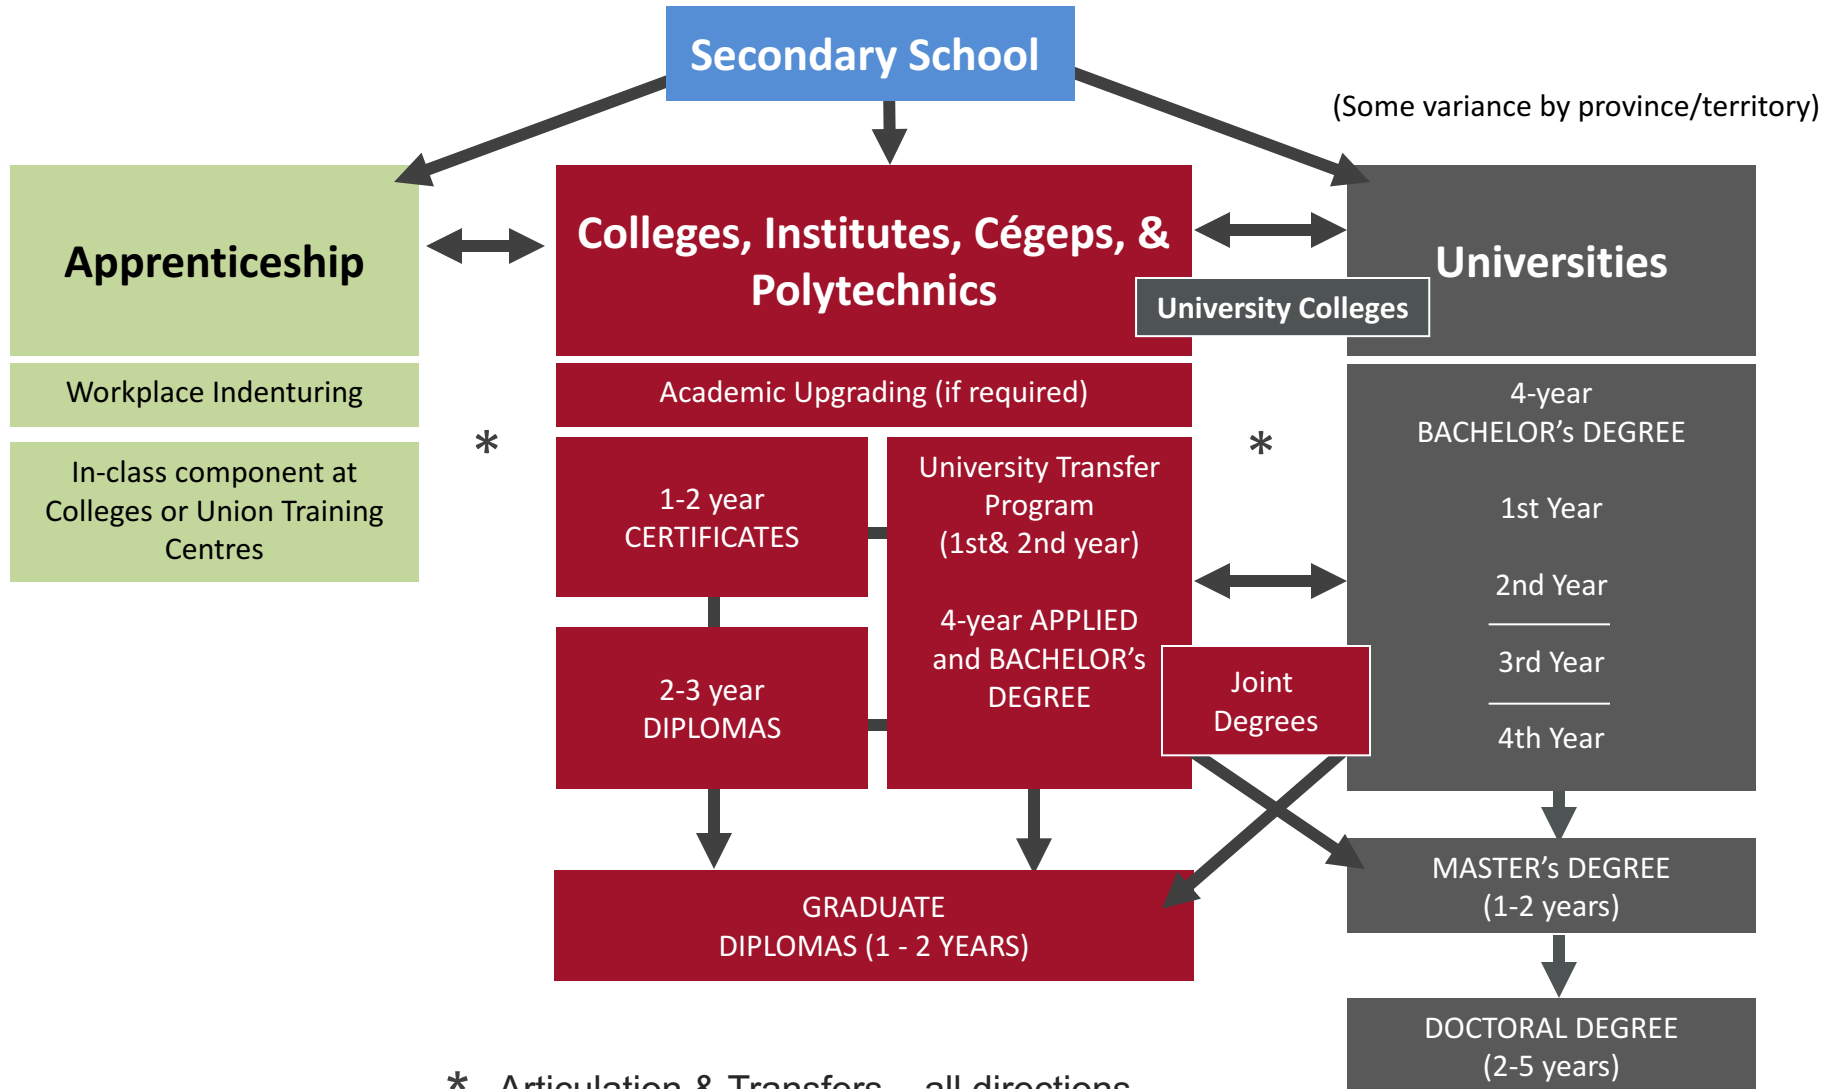 Secondary School
(Some variance by province/territory)
Apprenticeship
Colleges, Institutes, Cégeps, &
Polytechnics
Universities
University Colleges
Workplace Indenturing
In-class component at
Colleges or Union Training
Centres
*
Academic Upgrading (if required)
1-2 year
CERTIFICATES
2-3 year
DIPLOMAS
University Transfer
Program
(1st& 2nd year)
4-year APPLIED
and BACHELOR's
DEGREE
*
Joint
Degrees
4-year
BACHELOR's DEGREE
1st Year
2nd Year
3rd Year
4th Year
GRADUATE
DIPLOMAS (1 - 2 YEARS)
MASTER's DEGREE
(1-2 years)
DOCTORAL DEGREE
(2-5 years)
* Articulation & Transfers – all directions